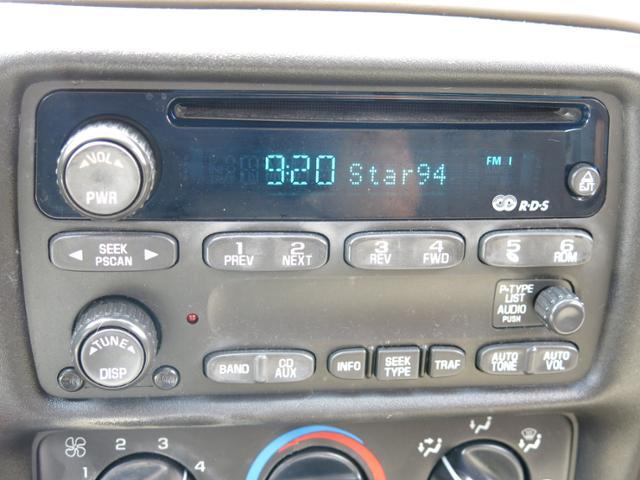 VOL
PWR
9:20 Star94
FM 1
EJT
R·D·S
SEEK
PSCAN
1 PREV
2 NEXT
3 REV
4 FWD
5
6 RDM
P-TYPE
LIST
AUDIO
PUSH
TUNE
DISP
BAND
CD
AUX
INFO
SEEK
TYPE
TRAF
AUTO
TONE
AUTO
VOL
1 2 3 4